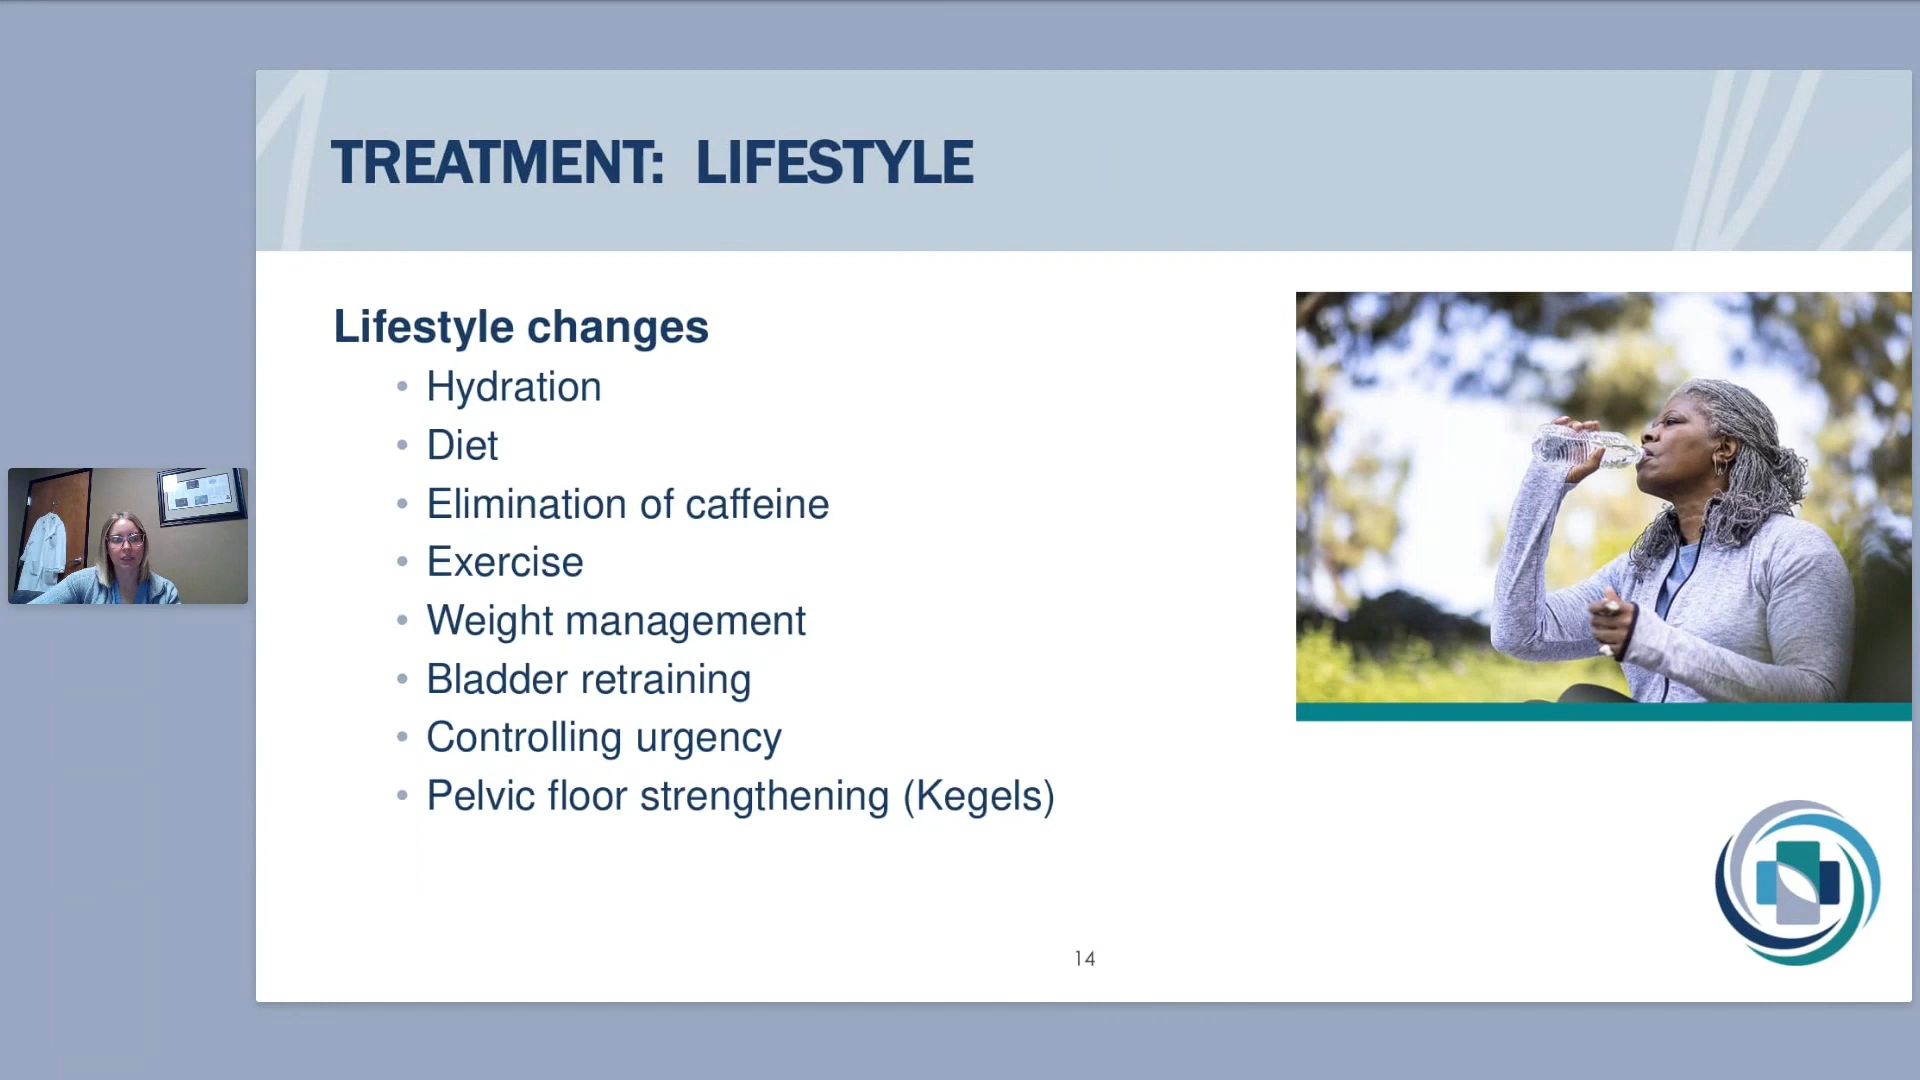 TREATMENT: LIFESTYLE
Lifestyle changes
• Hydration
• Diet
• Elimination of caffeine
• Exercise
• Weight management
• Bladder retraining
• Controlling urgency
• Pelvic floor strengthening (Kegels)
14